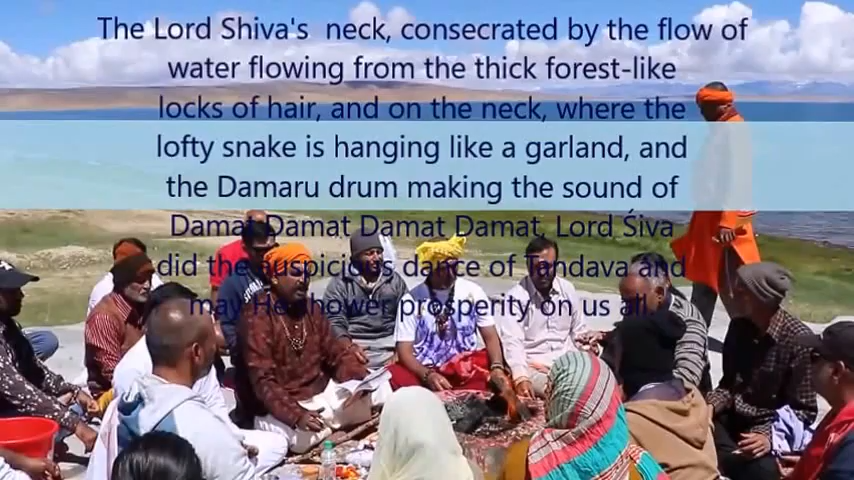 The Lord Shiva's neck, consecrated by the flow of
water flowing from the thick forest-like
locks of hair, and on the neck, where the
lofty snake is hanging like a garland, and
the Damaru drum making the sound of
Damat Damat Damat Damat, Lord Śiva
did the auspicious dance of Tandava and
may He shower prosperity on us all.